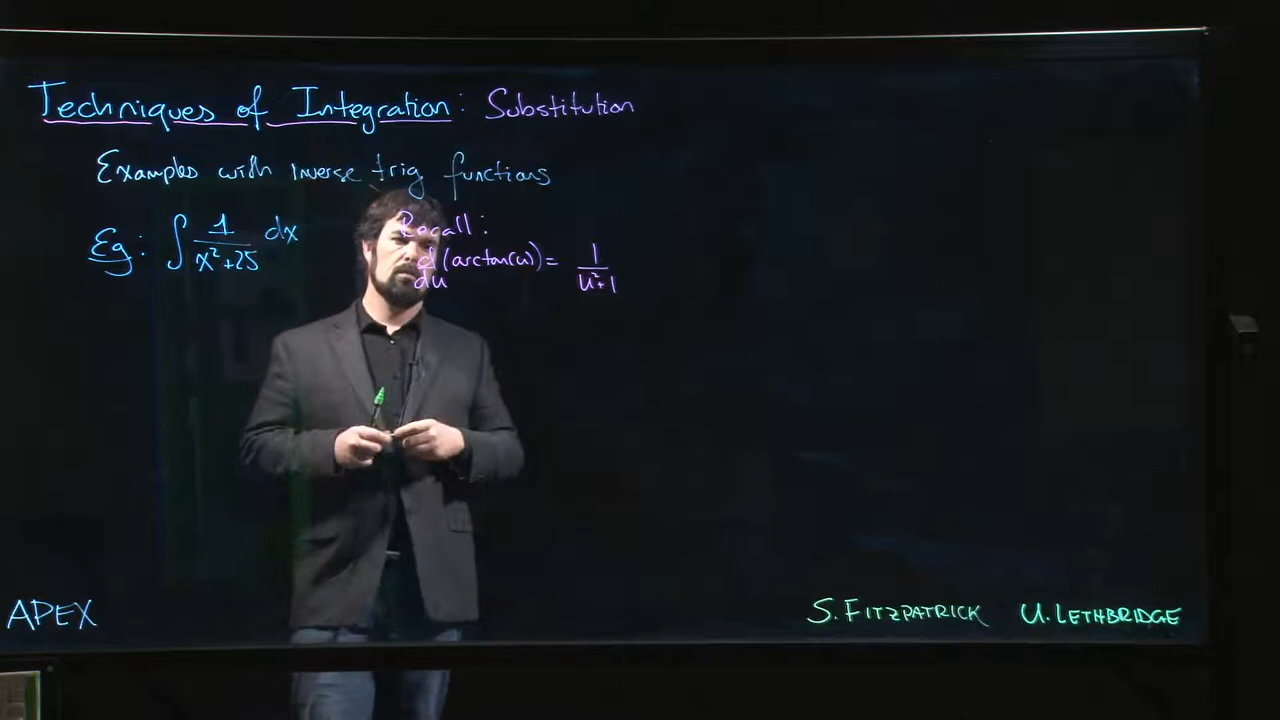 Techniques of Integration: Substitution
Examples with inverse trig functions
Eg: ∫ 1/(x²+25) dx
Recall:
d/du (arctan(u)) = 1/(u²+1)
APEX
S. FITZPATRICK U. LETHBRIDGE